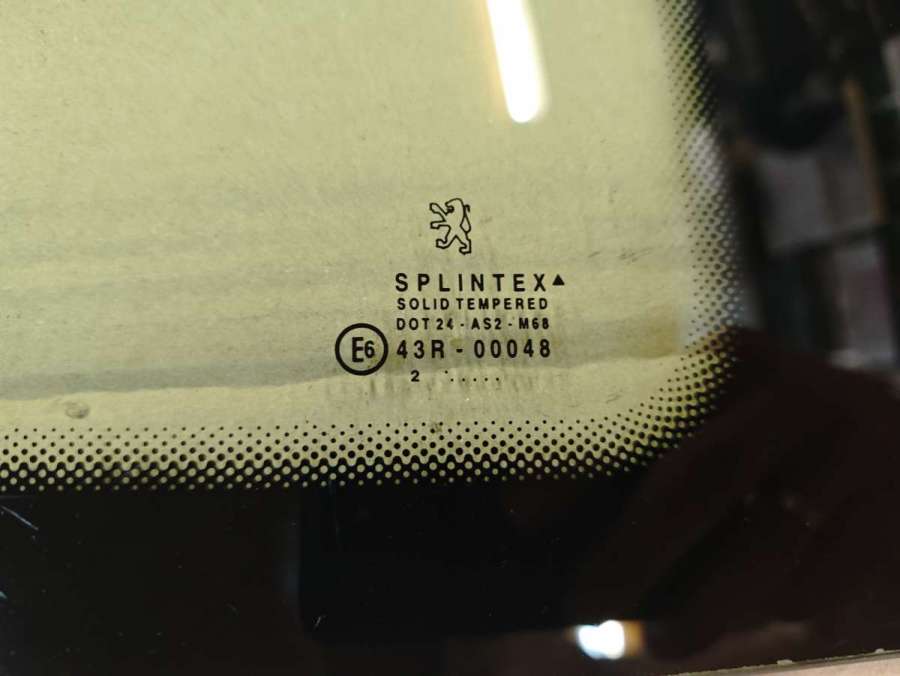 SPLINTEX▲
SOLID TEMPERED
DOT 24 - AS2 - M68
E6 43R - 00048
2 · . . . . .